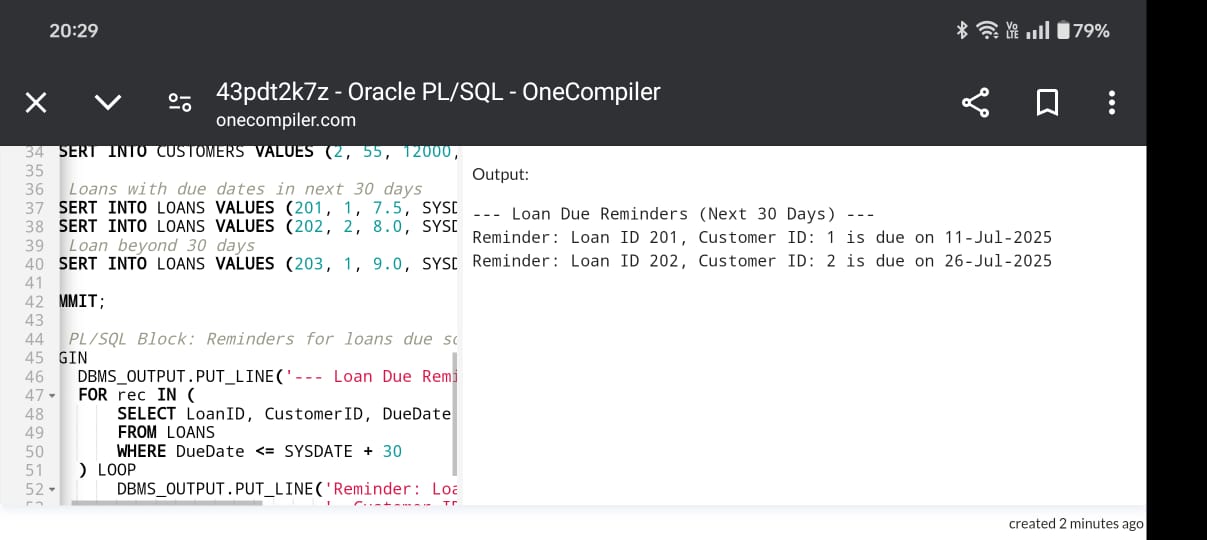 20:29
Vo LTE 79%
43pdt2k7z - Oracle PL/SQL - OneCompiler
onecompiler.com
34 SERT INTO CUSTOMERS VALUES (2, 55, 12000,
35
36 Loans with due dates in next 30 days
37 SERT INTO LOANS VALUES (201, 1, 7.5, SYSD
38 SERT INTO LOANS VALUES (202, 2, 8.0, SYSD
39 Loan beyond 30 days
40 SERT INTO LOANS VALUES (203, 1, 9.0, SYSD
41
42 MMIT;
43
44 PL/SQL Block: Reminders for loans due so
45 GIN
46 DBMS_OUTPUT.PUT_LINE('--- Loan Due Remi
47 FOR rec IN (
48 SELECT LoanID, CustomerID, DueDate
49 FROM LOANS
50 WHERE DueDate <= SYSDATE + 30
51 ) LOOP
52 DBMS_OUTPUT.PUT_LINE('Reminder: Loa
Output:
--- Loan Due Reminders (Next 30 Days) ---
Reminder: Loan ID 201, Customer ID: 1 is due on 11-Jul-2025
Reminder: Loan ID 202, Customer ID: 2 is due on 26-Jul-2025
created 2 minutes ago